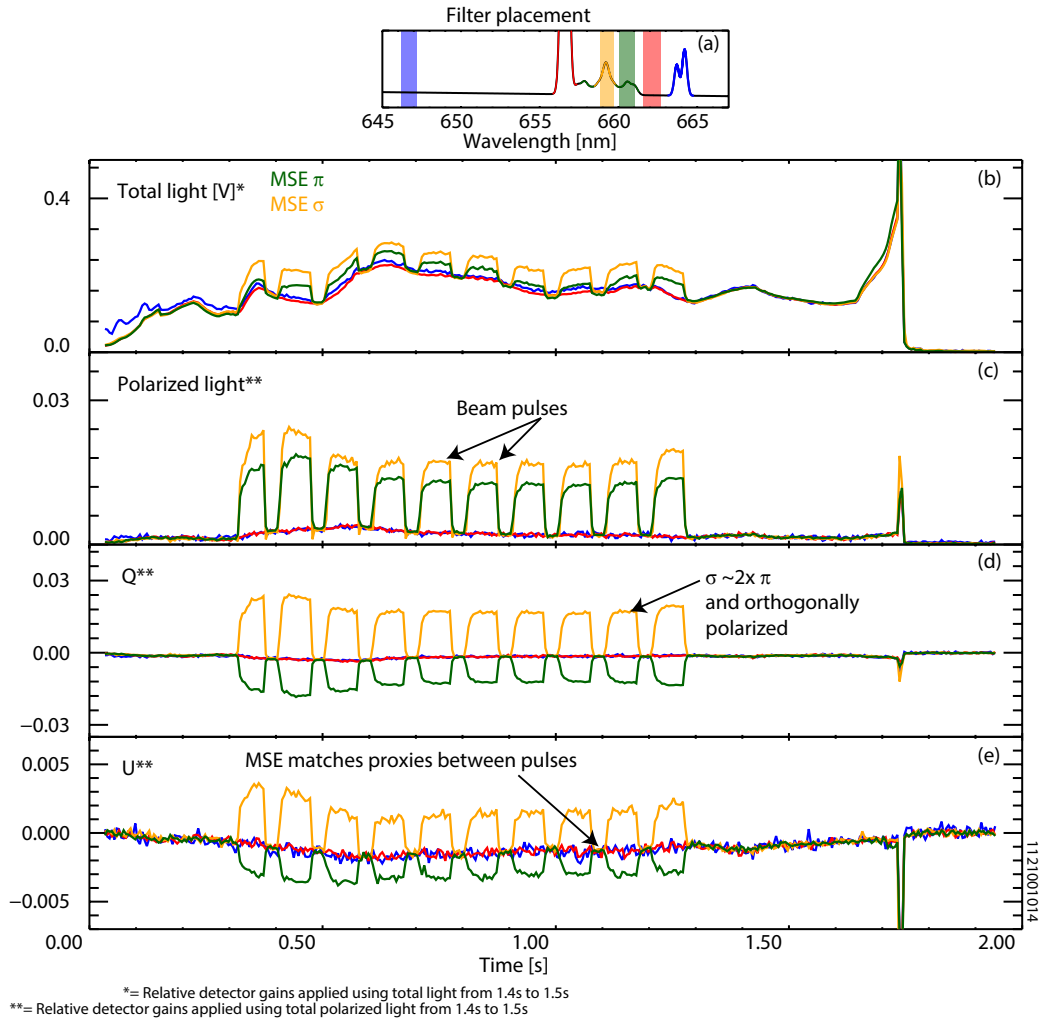 Filter placement
(a)
645 650 655 660 665
Wavelength [nm]
Total light [V]*
MSE π
MSE σ
(b)
0.4
0.0
Polarized light**
(c)
0.03
Beam pulses
0.00
Q**
(d)
0.03
σ ~2x π
and orthogonally
polarized
0.00
−0.03
U**
MSE matches proxies between pulses
(e)
0.005
0.000
−0.005
1121001014
0.00 0.50 1.00 1.50 2.00
Time [s]
*= Relative detector gains applied using total light from 1.4s to 1.5s
**= Relative detector gains applied using total polarized light from 1.4s to 1.5s